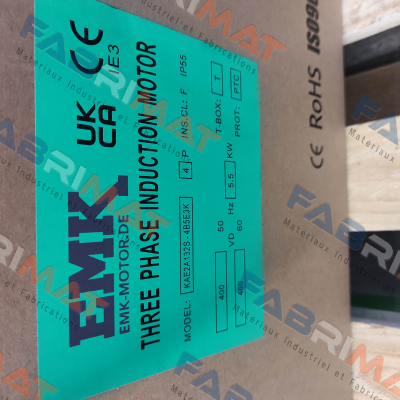 UK CA CE
IE3
EMK
EMK-MOTOR.DE
THREE PHASE INDUCTION MOTOR
MODEL: KAE2A132S-4B5E3K 4 P INS.CL: F IP55
400 50 Hz 5.5 KW T-BOX: T
VD 60 PROT: PTC
CE RoHS
FABRIMAT
Materiaux Industriel et Fabrications